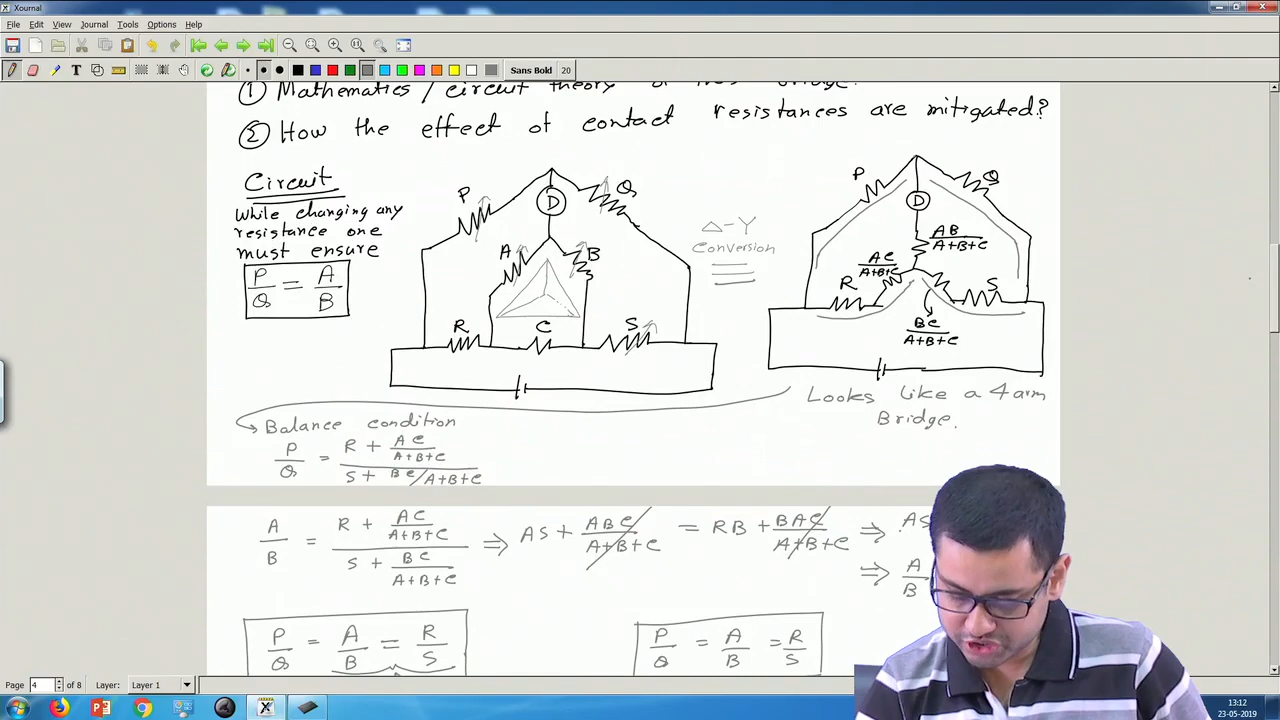 Xournal
File Edit View Journal Tools Options
Sans Bold 20
① Mathematics / circuit theory of
② How the effect of contact resistances are mitigated?
Circuit
While changing any
resistance one
must ensure
P/Q = A/B
P
Q
D
A
B
R
C
S
Δ-Y
Conversion
P
Q
D
AB/A+B+C
AC/A+B+C
R
S
BC/A+B+C
Looks like a 4 arm
Bridge.
Balance condition
P/Q = R + AC/A+B+C / S + BC/A+B+C
A/B = R + AC/A+B+C / S + BC/A+B+C ⇒ AS + ABC/A+B+C = RB + BAC/A+B+C ⇒ AS
⇒ A/B
P/Q = A/B = R/S
P/Q = A/B = R/S
Page 4 of 8 Layer: Layer 1
13:12
23-05-2019